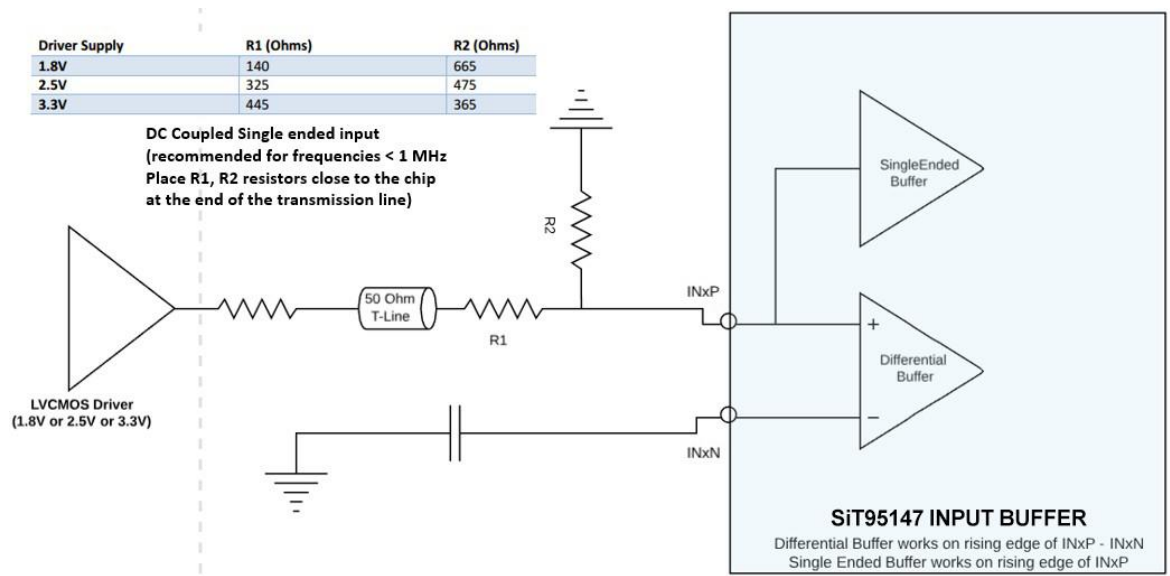 Driver Supply R1 (Ohms) R2 (Ohms)
1.8V 140 665
2.5V 325 475
3.3V 445 365
DC Coupled Single ended input
(recommended for frequencies < 1 MHz
Place R1, R2 resistors close to the chip
at the end of the transmission line)
SingleEnded
Buffer
R2
INxP
50 Ohm
T-Line
R1
+
Differential
Buffer
−
LVCMOS Driver
(1.8V or 2.5V or 3.3V)
INxN
SiT95147 INPUT BUFFER
Differential Buffer works on rising edge of INxP - INxN
Single Ended Buffer works on rising edge of INxP